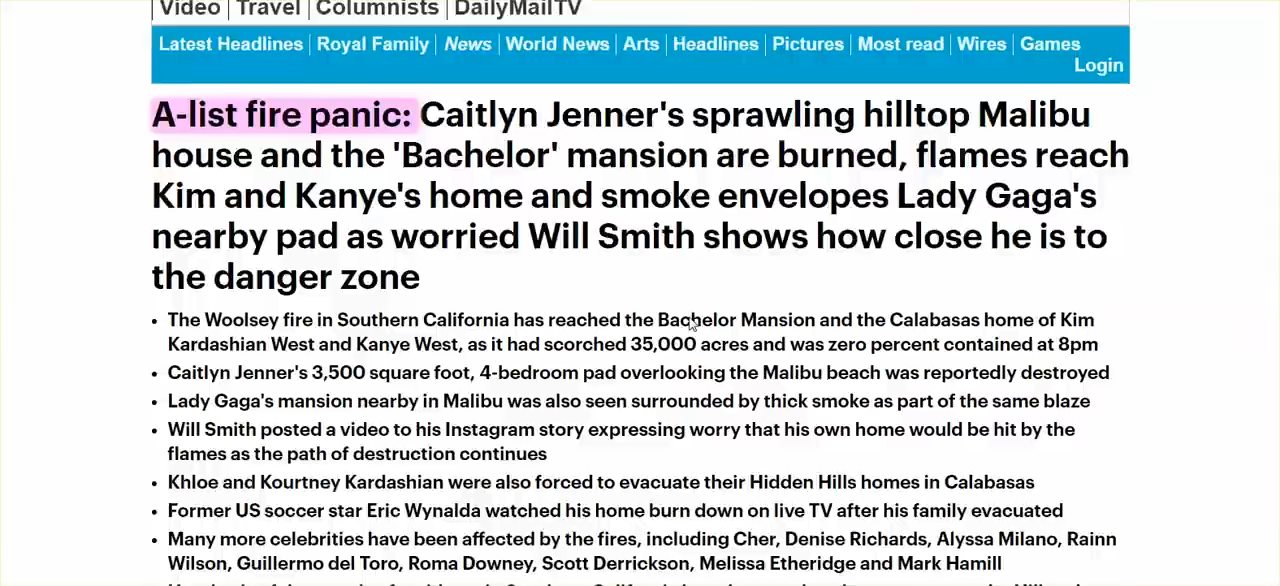 Video | Travel | Columnists | DailyMailTV
Latest Headlines | Royal Family | News | World News | Arts | Headlines | Pictures | Most read | Wires | Games
Login
A-list fire panic: Caitlyn Jenner's sprawling hilltop Malibu
house and the 'Bachelor' mansion are burned, flames reach
Kim and Kanye's home and smoke envelopes Lady Gaga's
nearby pad as worried Will Smith shows how close he is to
the danger zone
• The Woolsey fire in Southern California has reached the Bachelor Mansion and the Calabasas home of Kim
Kardashian West and Kanye West, as it had scorched 35,000 acres and was zero percent contained at 8pm
• Caitlyn Jenner's 3,500 square foot, 4-bedroom pad overlooking the Malibu beach was reportedly destroyed
• Lady Gaga's mansion nearby in Malibu was also seen surrounded by thick smoke as part of the same blaze
• Will Smith posted a video to his Instagram story expressing worry that his own home would be hit by the
flames as the path of destruction continues
• Khloe and Kourtney Kardashian were also forced to evacuate their Hidden Hills homes in Calabasas
• Former US soccer star Eric Wynalda watched his home burn down on live TV after his family evacuated
• Many more celebrities have been affected by the fires, including Cher, Denise Richards, Alyssa Milano, Rainn
Wilson, Guillermo del Toro, Roma Downey, Scott Derrickson, Melissa Etheridge and Mark Hamill